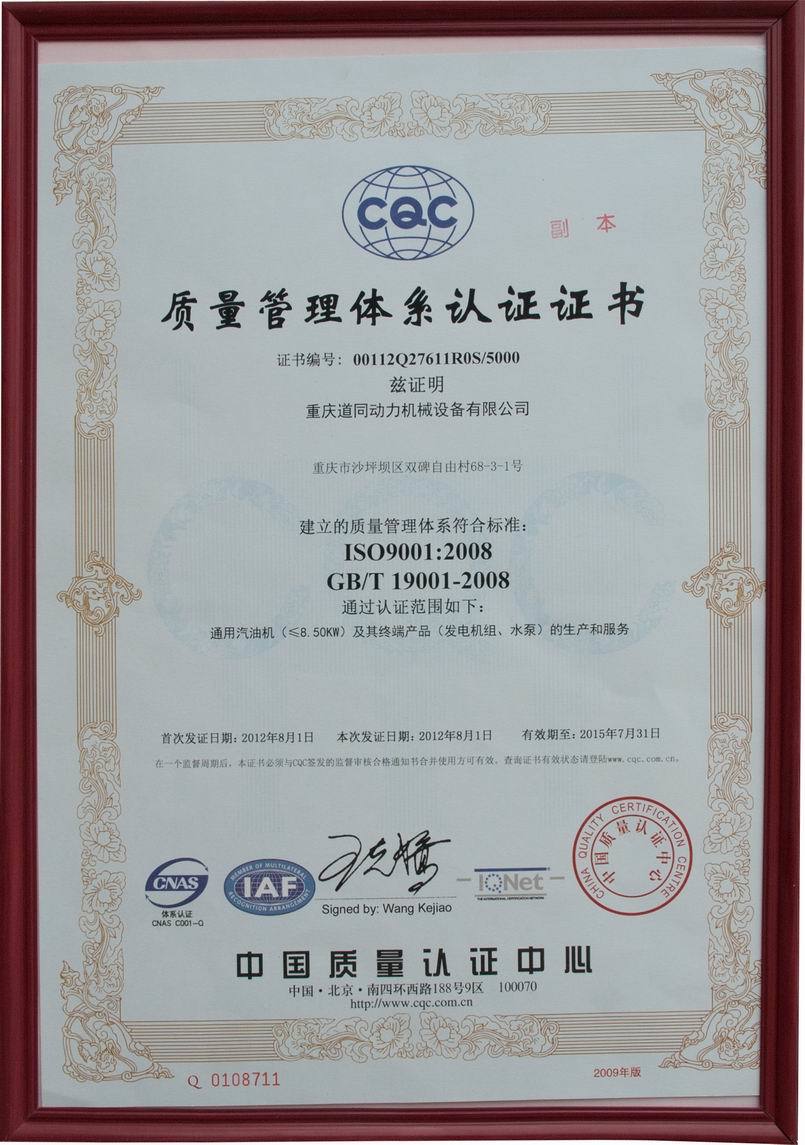 CQC
副 本
质量管理体系认证证书
证书编号： 00112Q27611R0S/5000
兹证明
重庆道同动力机械设备有限公司
重庆市沙坪坝区双碑自由村68-3-1号
建立的质量管理体系符合标准：
ISO9001:2008
GB/T 19001-2008
通过认证范围如下：
通用汽油机（≤8.50KW）及其终端产品（发电机组、水泵）的生产和服务
首次发证日期：2012年8月1日 本次发证日期：2012年8月1日 有效期至：2015年7月31日
在一个监督周期后，本证书必须与CQC签发的监督审核合格通知书合并使用方可有效。查询证书有效状态请登陆www.cqc.com.cn。
CHINA QUALITY CERTIFICATION CENTRE
中国质量认证中心
CNAS
体系认证
CNAS C001-Q
MEMBER OF MULTILATERAL
IAF
RECOGNITION ARRANGEMENT
王克娇
Signed by: Wang Kejiao
IQNet
THE INTERNATIONAL CERTIFICATION NETWORK
中国质量认证中心
中国·北京·南四环西路188号9区 100070
http://www.cqc.com.cn
Q 0108711
2009年版